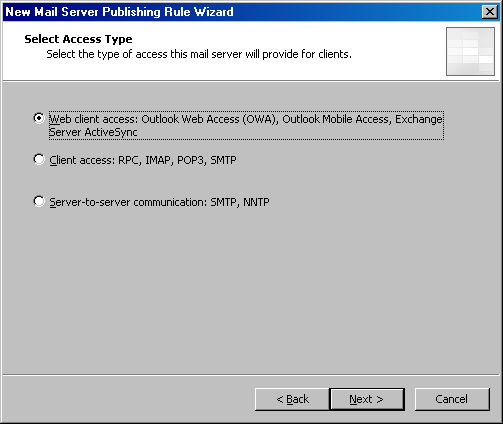 New Mail Server Publishing Rule Wizard
Select Access Type
Select the type of access this mail server will provide for clients.
Web client access: Outlook Web Access (OWA), Outlook Mobile Access, Exchange
Server ActiveSync
Client access: RPC, IMAP, POP3, SMTP
Server-to-server communication: SMTP, NNTP
< Back Next > Cancel